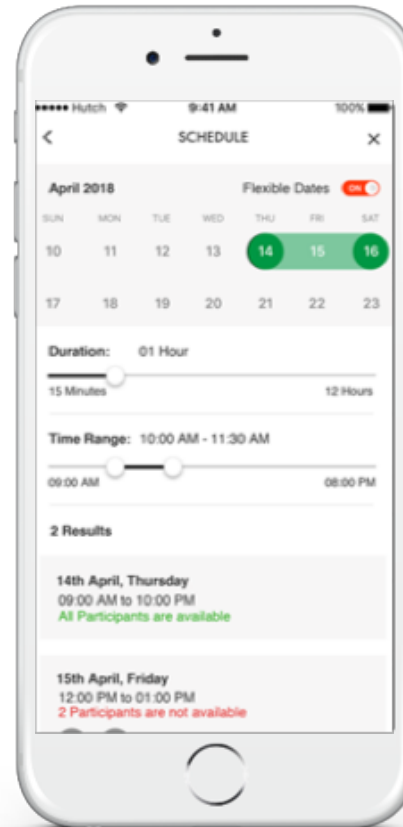 Hutch 9:41 AM 100%
SCHEDULE
April 2018 Flexible Dates ON
SUN MON TUE WED THU FRI SAT
10 11 12 13 14 15 16
17 18 19 20 21 22 23
Duration: 01 Hour
15 Minutes 12 Hours
Time Range: 10:00 AM - 11:30 AM
09:00 AM 08:00 PM
2 Results
14th April, Thursday
09:00 AM to 10:00 PM
All Participants are available
15th April, Friday
12:00 PM to 01:00 PM
2 Participants are not available